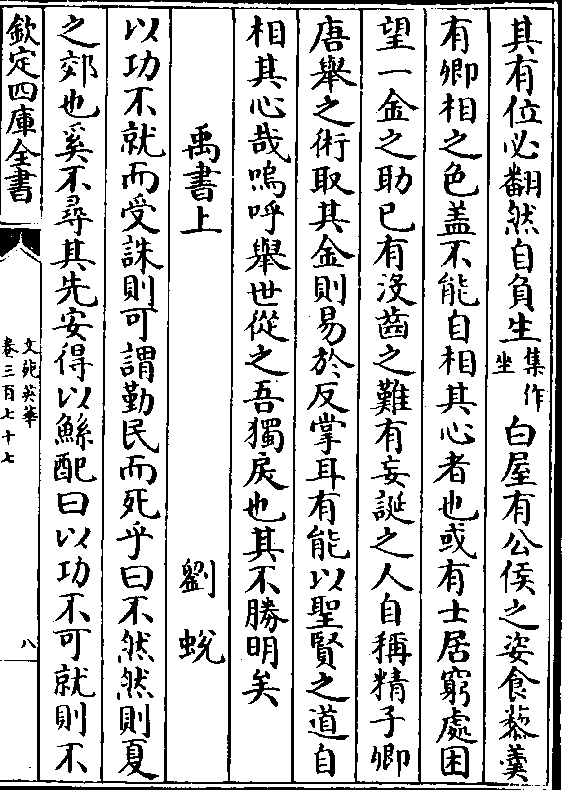 其有位必翻然自負生集作坐白屋有公侯之姿食藜羹
有卿相之色盖不能自相其心者也或有士居窮處困
望一金之助已有沒齒之難有妄誕之人自稱精子卿
唐舉之術取其金則易於反掌耳有能以聖賢之道自
相其心哉嗚呼舉世從之吾獨戾也其不勝明矣
禹書上 劉蛻
以功不就而受誅則可謂勤民而死乎曰不然然則夏
之郊也奚不尋其先安得以鯀配曰以功不可就則不
欽定四庫全書
文苑英華
卷三百七十七
八